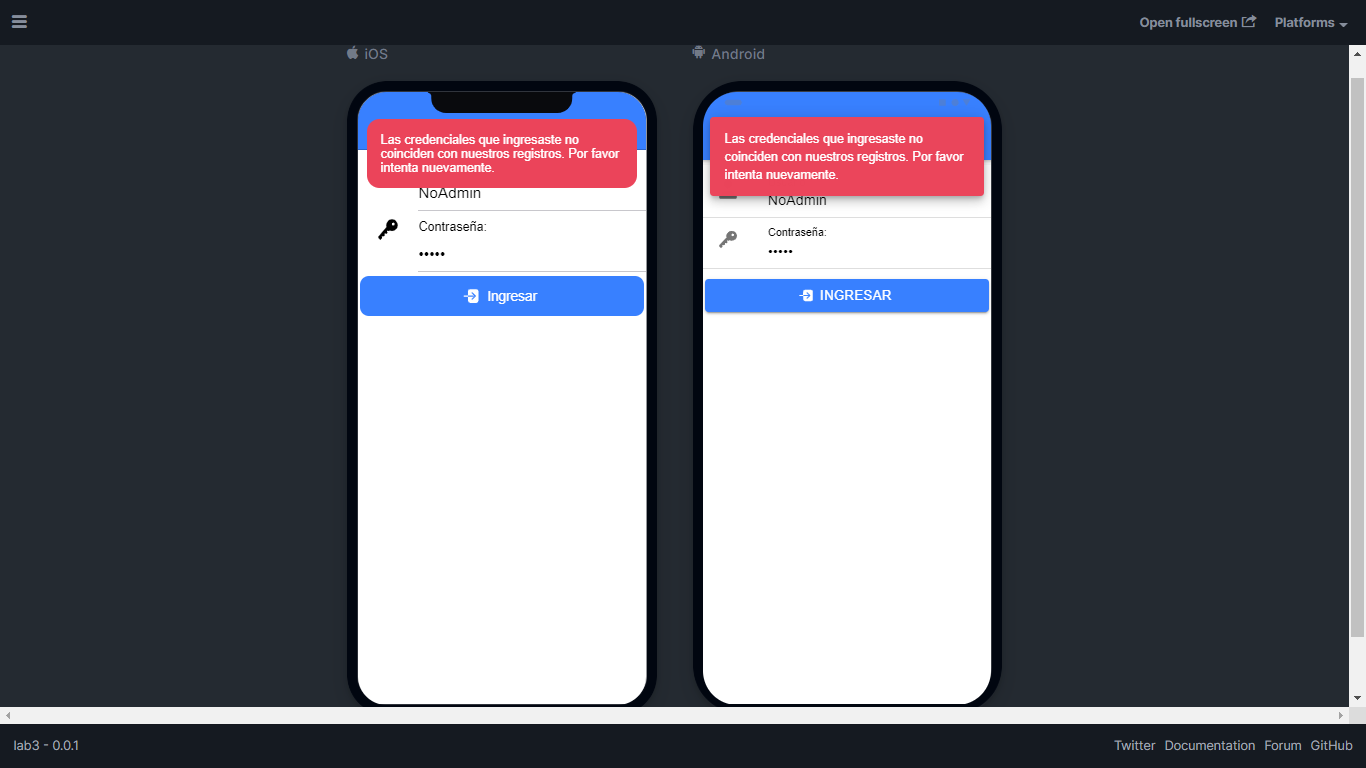 Open fullscreen
Platforms
iOS
Las credenciales que ingresaste no
coinciden con nuestros registros. Por favor
intenta nuevamente.
NoAdmin
Contraseña:
•••••
Ingresar
Android
Las credenciales que ingresaste no
coinciden con nuestros registros. Por favor
intenta nuevamente.
NoAdmin
Contraseña:
•••••
INGRESAR
lab3 - 0.0.1
Twitter Documentation Forum GitHub